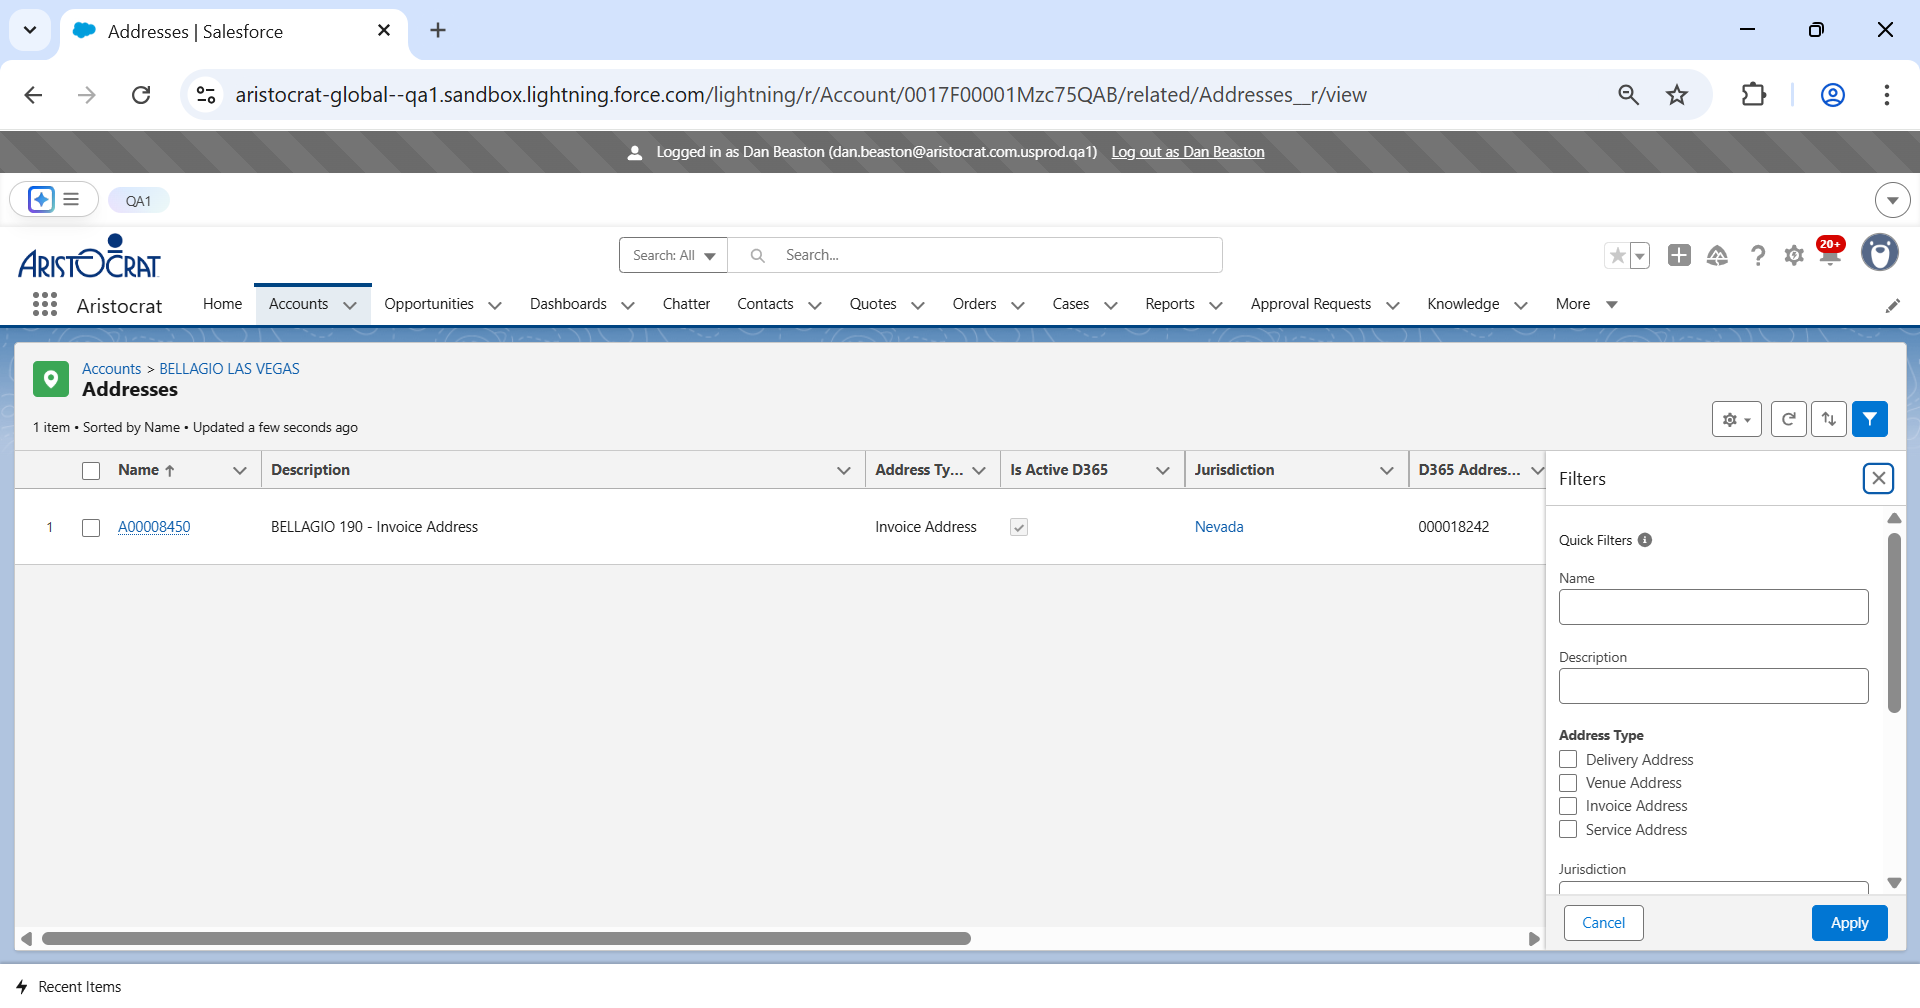 Addresses | Salesforce
aristocrat-global--qa1.sandbox.lightning.force.com/lightning/r/Account/0017F00001Mzc75QAB/related/Addresses__r/view
Logged in as Dan Beaston (dan.beaston@aristocrat.com.usprod.qa1) Log out as Dan Beaston
QA1
ARISTOCRAT
Search: All
Search...
20+
Aristocrat
Home
Accounts
Opportunities
Dashboards
Chatter
Contacts
Quotes
Orders
Cases
Reports
Approval Requests
Knowledge
More
Accounts > BELLAGIO LAS VEGAS
Addresses
1 item • Sorted by Name • Updated a few seconds ago
Name ↑ Description Address Ty... Is Active D365 Jurisdiction D365 Addres...
1 A00008450 BELLAGIO 190 - Invoice Address Invoice Address Nevada 000018242
Filters
Quick Filters
Name
Description
Address Type
Delivery Address
Venue Address
Invoice Address
Service Address
Jurisdiction
Cancel
Apply
Recent Items